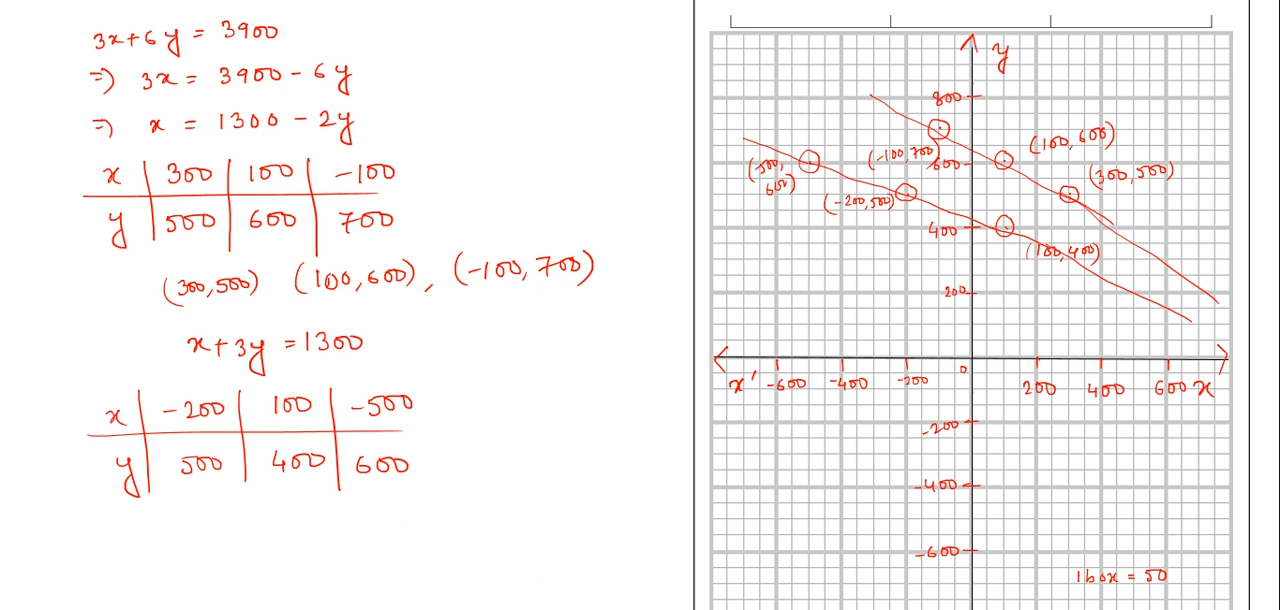 3x+6y = 3900
=) 3x = 3900 - 6y
=) x = 1300 - 2y
x 300 100 -100
y 500 600 700
(300,500) (100,600), (-100,700)
x+3y = 1300
x -200 100 -500
y 500 400 600
y
800
600
400
200
0
-200
-400
-600
x' -600 -400 -200 200 400 600 x
(100,600)
(-100,700)
(300,500)
(500,
600)
(-200,500)
(100,400)
1 box = 50